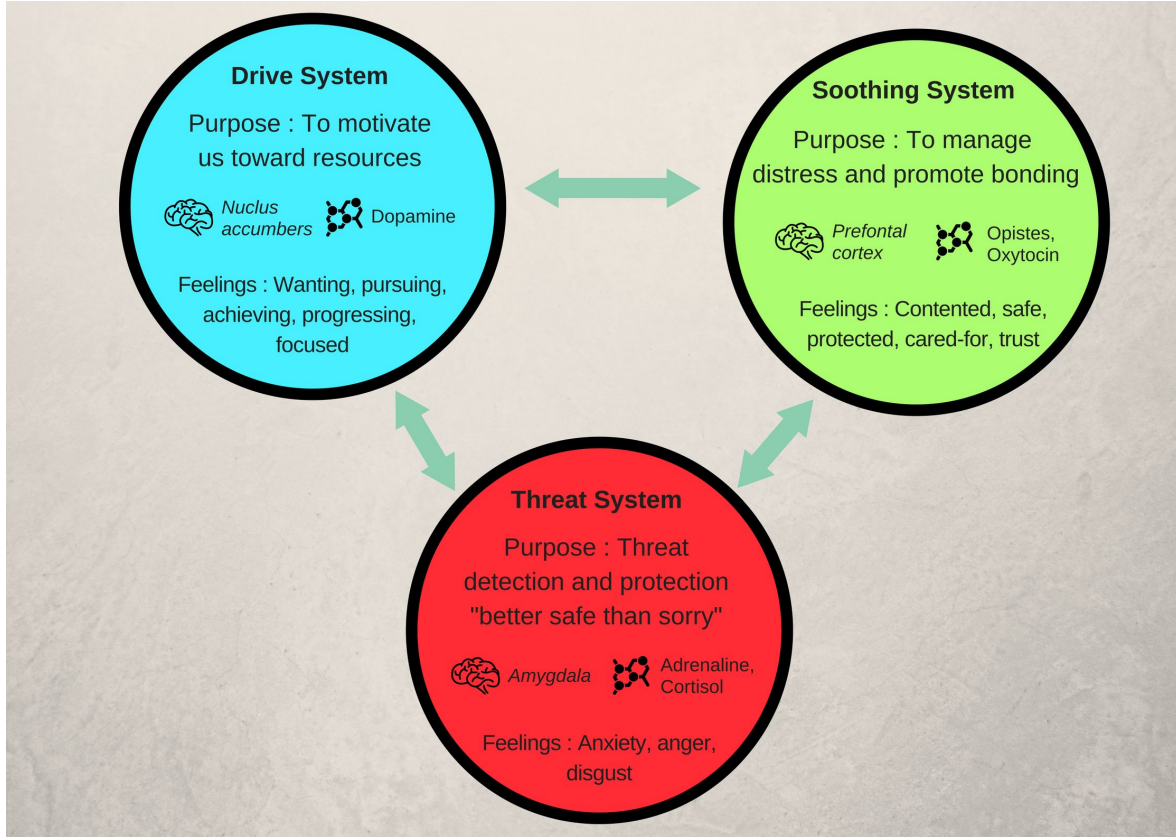 Drive System
Purpose : To motivate
us toward resources
Nuclus
accumbers
Dopamine
Feelings : Wanting, pursuing,
achieving, progressing,
focused
Soothing System
Purpose : To manage
distress and promote bonding
Prefontal
cortex
Opistes,
Oxytocin
Feelings : Contented, safe,
protected, cared-for, trust
Threat System
Purpose : Threat
detection and protection
"better safe than sorry"
Amygdala
Adrenaline,
Cortisol
Feelings : Anxiety, anger,
disgust